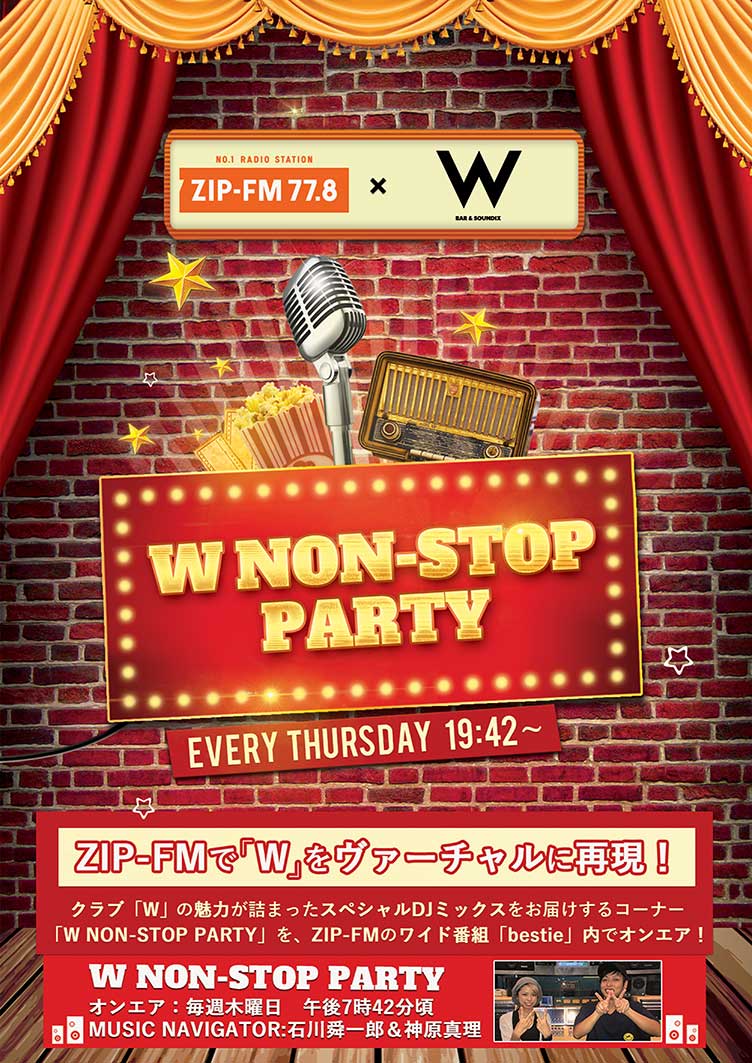 NO.1 RADIO STATION
ZIP-FM 77.8 × W
BAR & SOUNDIX
W NON-STOP
PARTY
EVERY THURSDAY 19:42~
ZIP-FMで「W」をヴァーチャルに再現！
クラブ「W」の魅力が詰まったスペシャルDJミックスをお届けするコーナー
「W NON-STOP PARTY」を、ZIP-FMのワイド番組「bestie」内でオンエア！
W NON-STOP PARTY
オンエア：毎週木曜日　午後7時42分頃
MUSIC NAVIGATOR:石川舜一郎＆神原真理